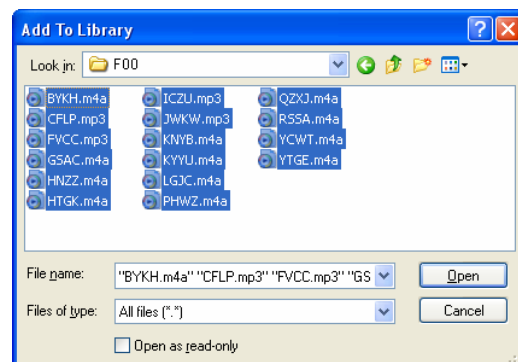 Add To Library
Look in: F00
BYKH.m4a ICZU.mp3 QZXJ.m4a
CFLP.mp3 JWKW.mp3 RSSA.m4a
FVCC.mp3 KNYB.m4a YCWT.m4a
GSAC.m4a KYYU.m4a YTGE.m4a
HNZZ.m4a LGJC.m4a
HTGK.m4a PHWZ.m4a
File name: "BYKH.m4a" "CFLP.mp3" "FVCC.mp3" "GS Open
Files of type: All files (*.*) Cancel
Open as read-only